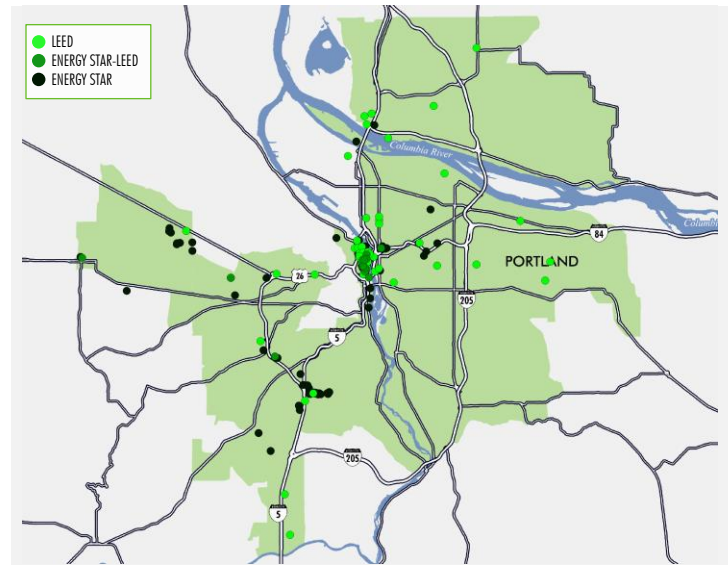 LEED
ENERGY STAR-LEED
ENERGY STAR
Columbia River
Columbia
84
PORTLAND
26
205
5
205
5